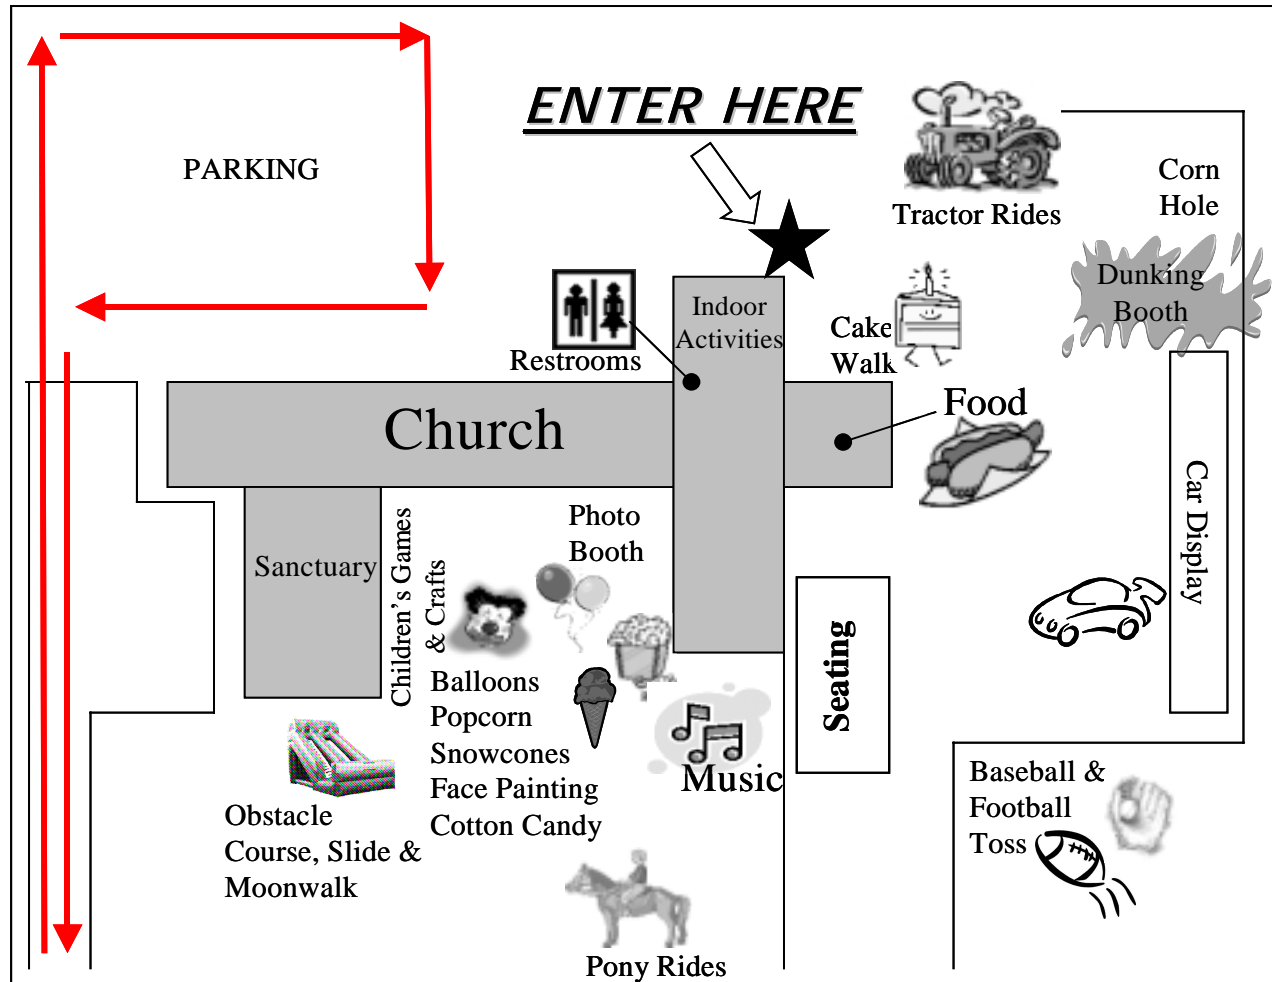 ENTER HERE
PARKING
Tractor Rides
Corn
Hole
Dunking
Booth
Indoor
Activities
Restrooms
Cake
Walk
Church
Food
Car Display
Photo
Booth
Sanctuary
Children's Games
& Crafts
Balloons
Popcorn
Snowcones
Face Painting
Cotton Candy
Seating
Music
Obstacle
Course, Slide &
Moonwalk
Baseball &
Football
Toss
Pony Rides